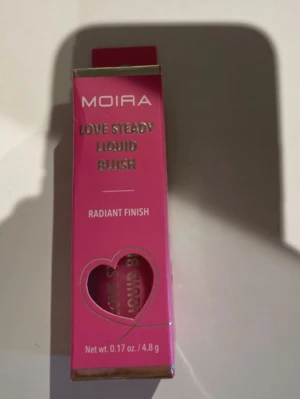 MOIRA
LOVE STEADY
LIQUID
BLUSH
RADIANT FINISH
Net wt. 0.17 oz. / 4.8 g